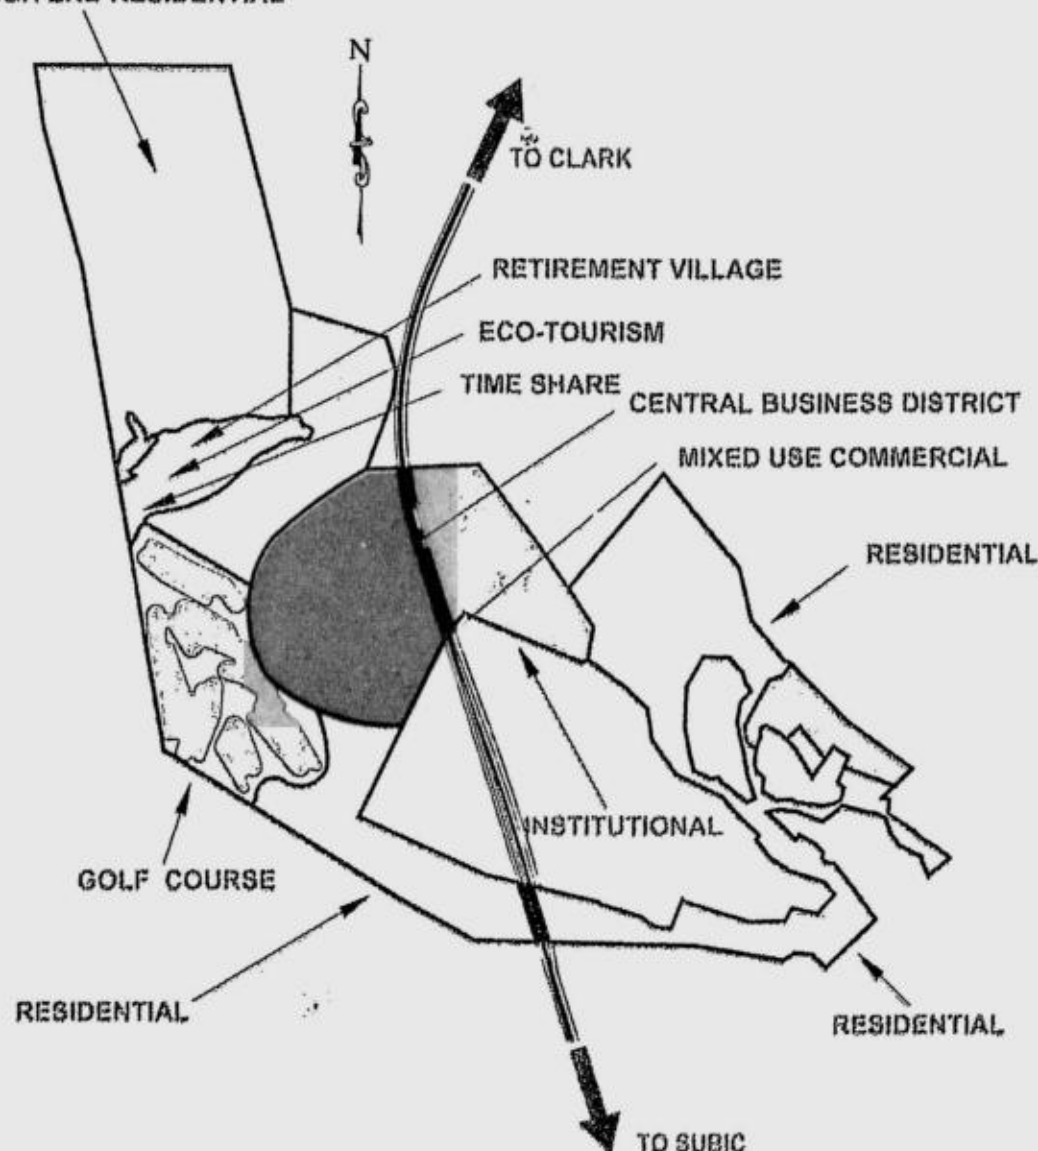 RESIDENTIAL
N
TO CLARK
RETIREMENT VILLAGE
ECO-TOURISM
TIME SHARE
CENTRAL BUSINESS DISTRICT
MIXED USE COMMERCIAL
RESIDENTIAL
INSTITUTIONAL
GOLF COURSE
RESIDENTIAL
RESIDENTIAL
TO SUBIC